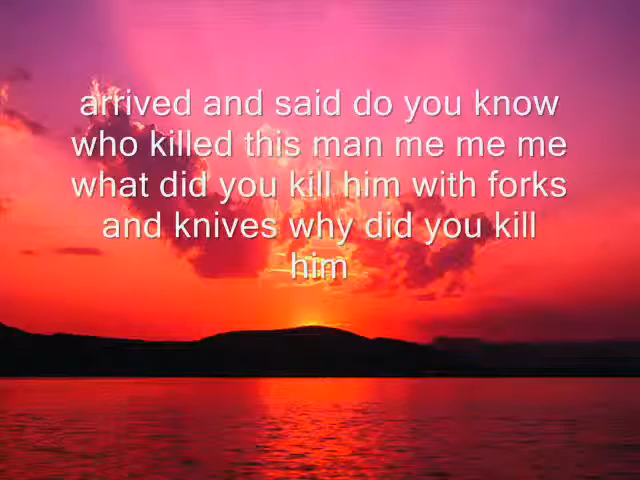 arrived and said do you know
who killed this man me me me
what did you kill him with forks
and knives why did you kill
him